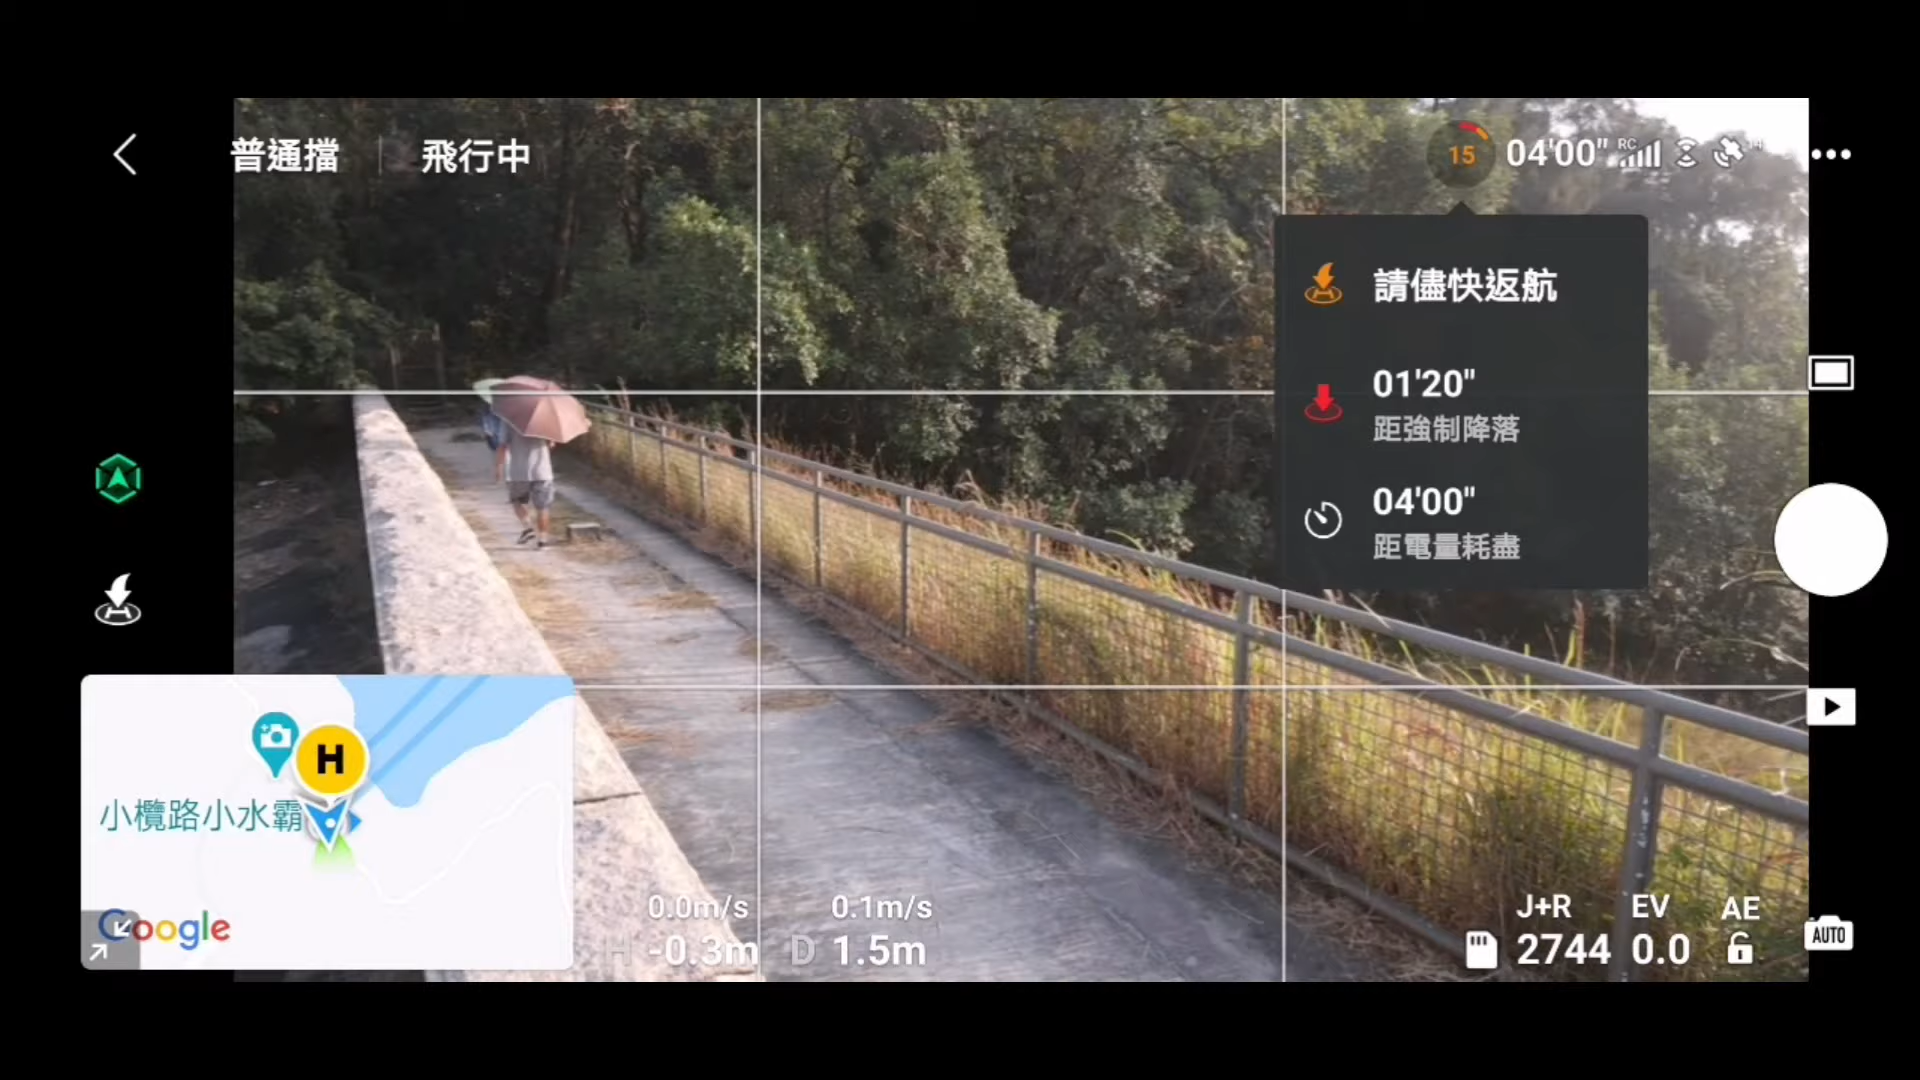 普通擋
飛行中
15
04'00"
RC
14
請儘快返航
01'20"
距強制降落
04'00"
距電量耗盡
H
小欖路小水霸
Google
0.0m/s
0.1m/s
H -0.3m
D 1.5m
J+R
2744
EV
0.0
AE
AUTO